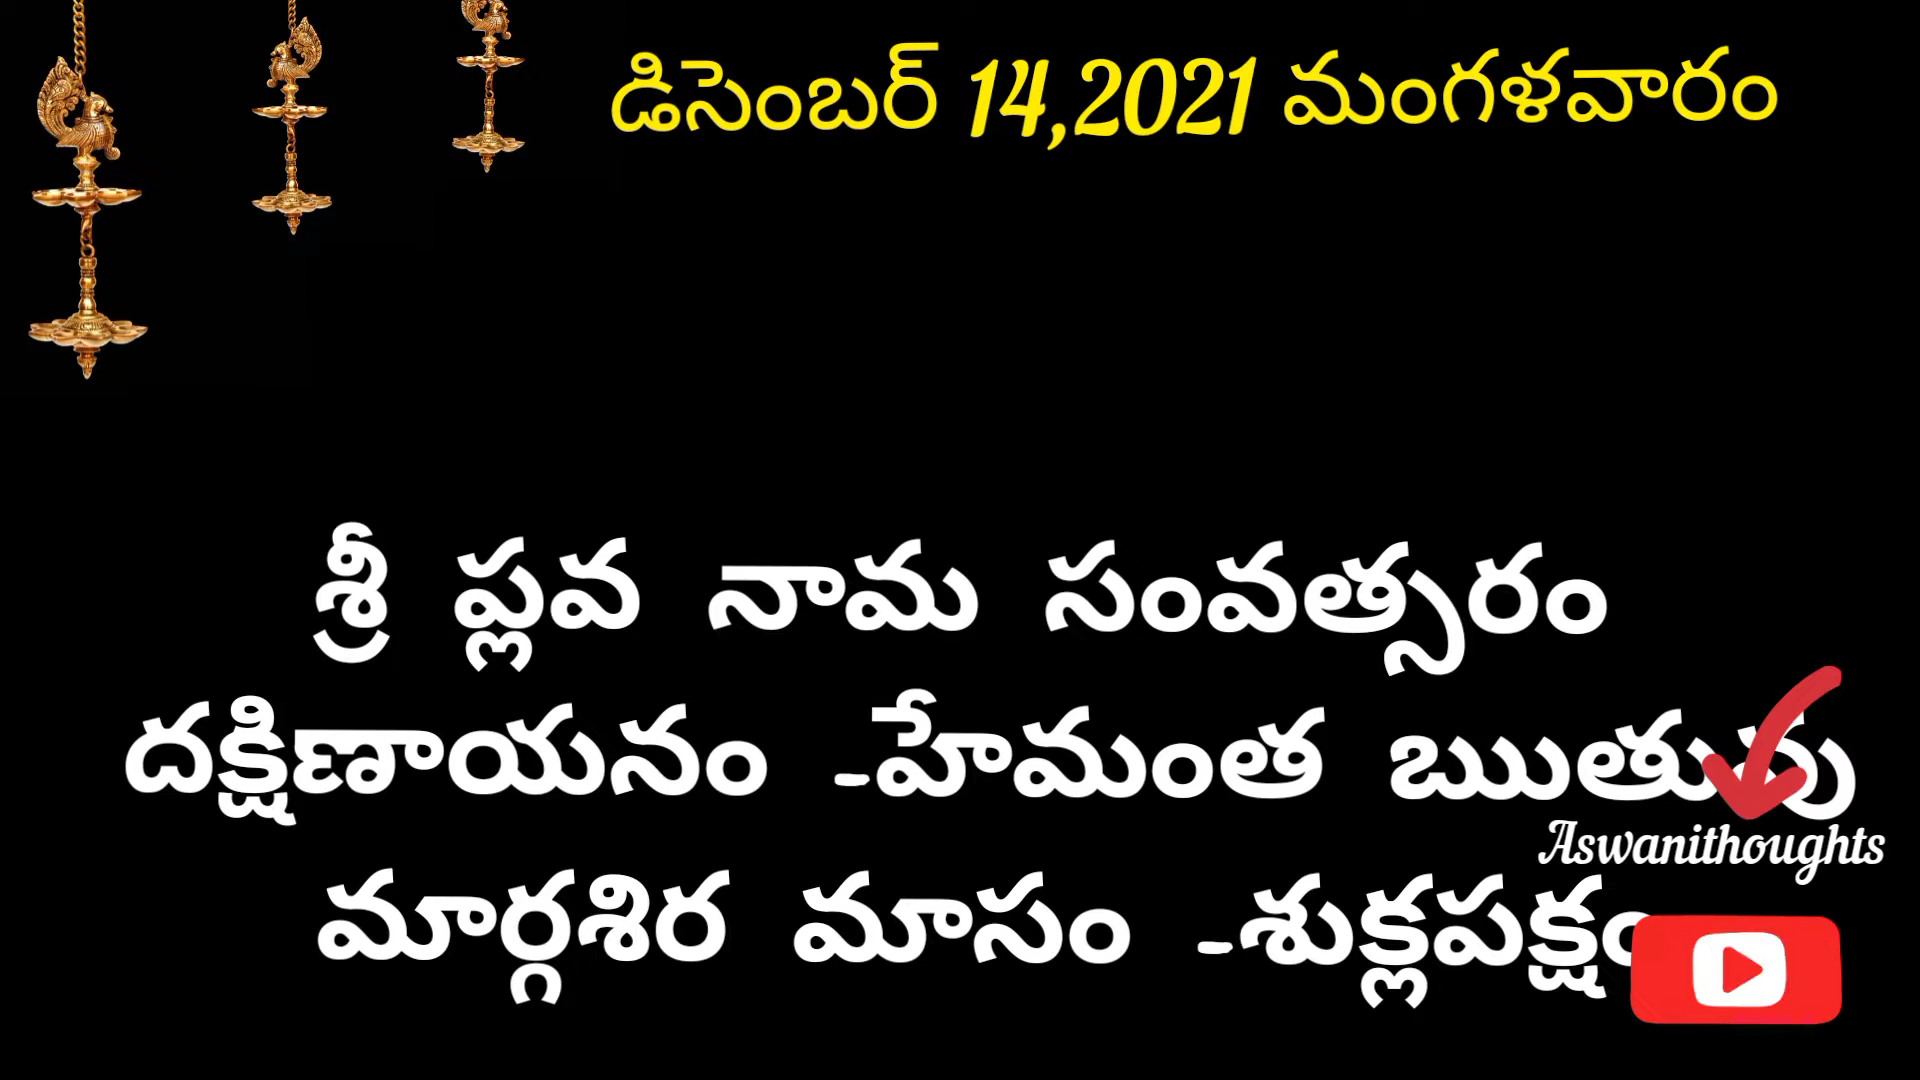 డిసెంబర్ 14,2021 మంగళవారం
శ్రీ ప్లవ నామ సంవత్సరం
దక్షిణాయనం -హేమంత ఋతువు
Aswanithoughts
మార్గశిర మాసం -శుక్లపక్షం